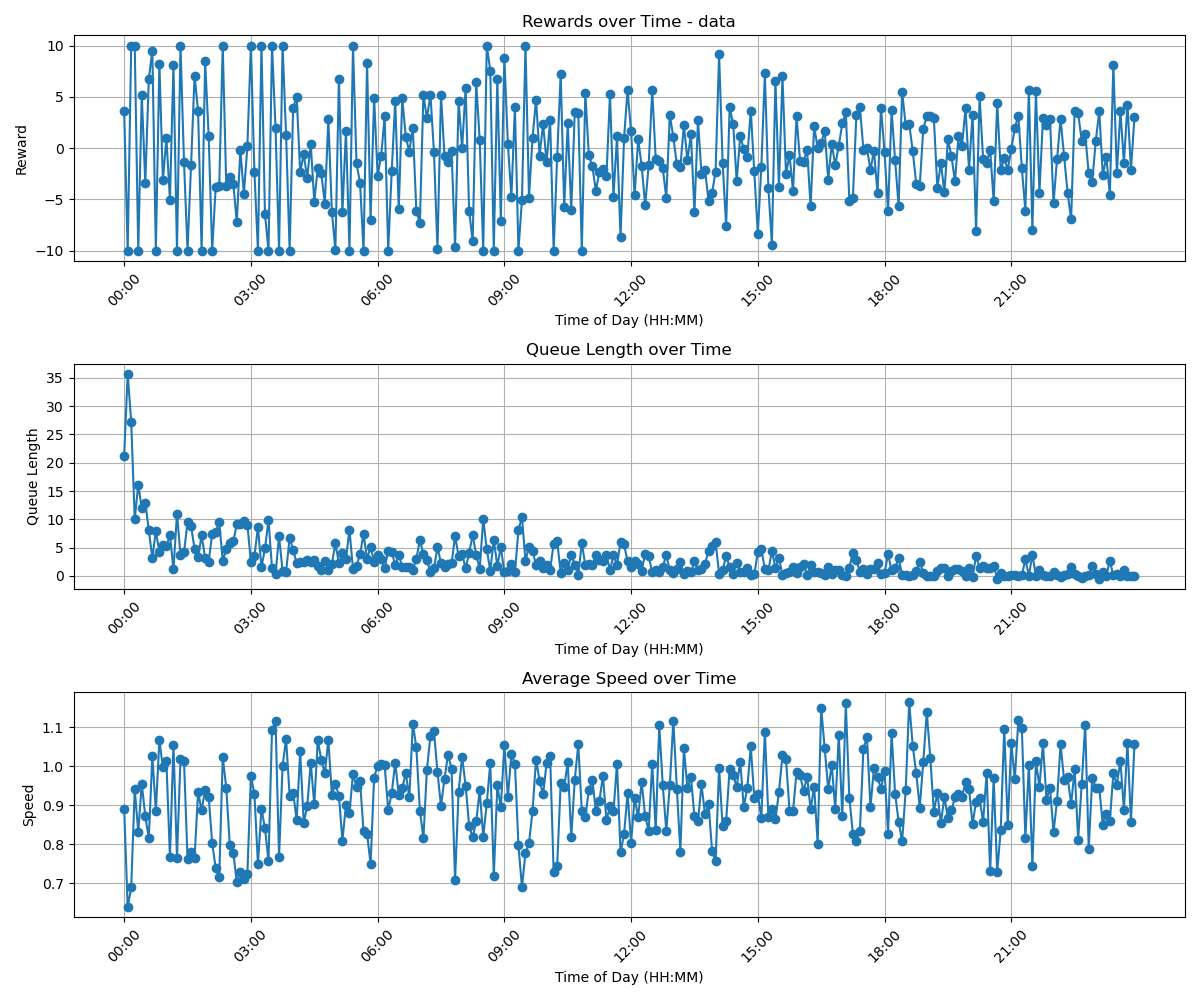 Rewards over Time - data
Reward
10
5
0
−5
−10
00:00 03:00 06:00 09:00 12:00 15:00 18:00 21:00
Time of Day (HH:MM)
Queue Length over Time
Queue Length
35
30
25
20
15
10
5
0
00:00 03:00 06:00 09:00 12:00 15:00 18:00 21:00
Time of Day (HH:MM)
Average Speed over Time
Speed
1.1
1.0
0.9
0.8
0.7
00:00 03:00 06:00 09:00 12:00 15:00 18:00 21:00
Time of Day (HH:MM)